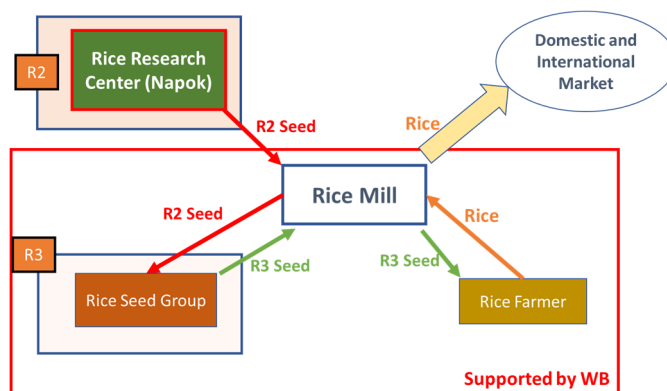 R2
Rice Research
Center (Napok)
Domestic and
International
Market
R2 Seed
Rice
Rice Mill
R2 Seed
Rice
R3
R3 Seed
R3 Seed
Rice Seed Group
Rice Farmer
Supported by WB